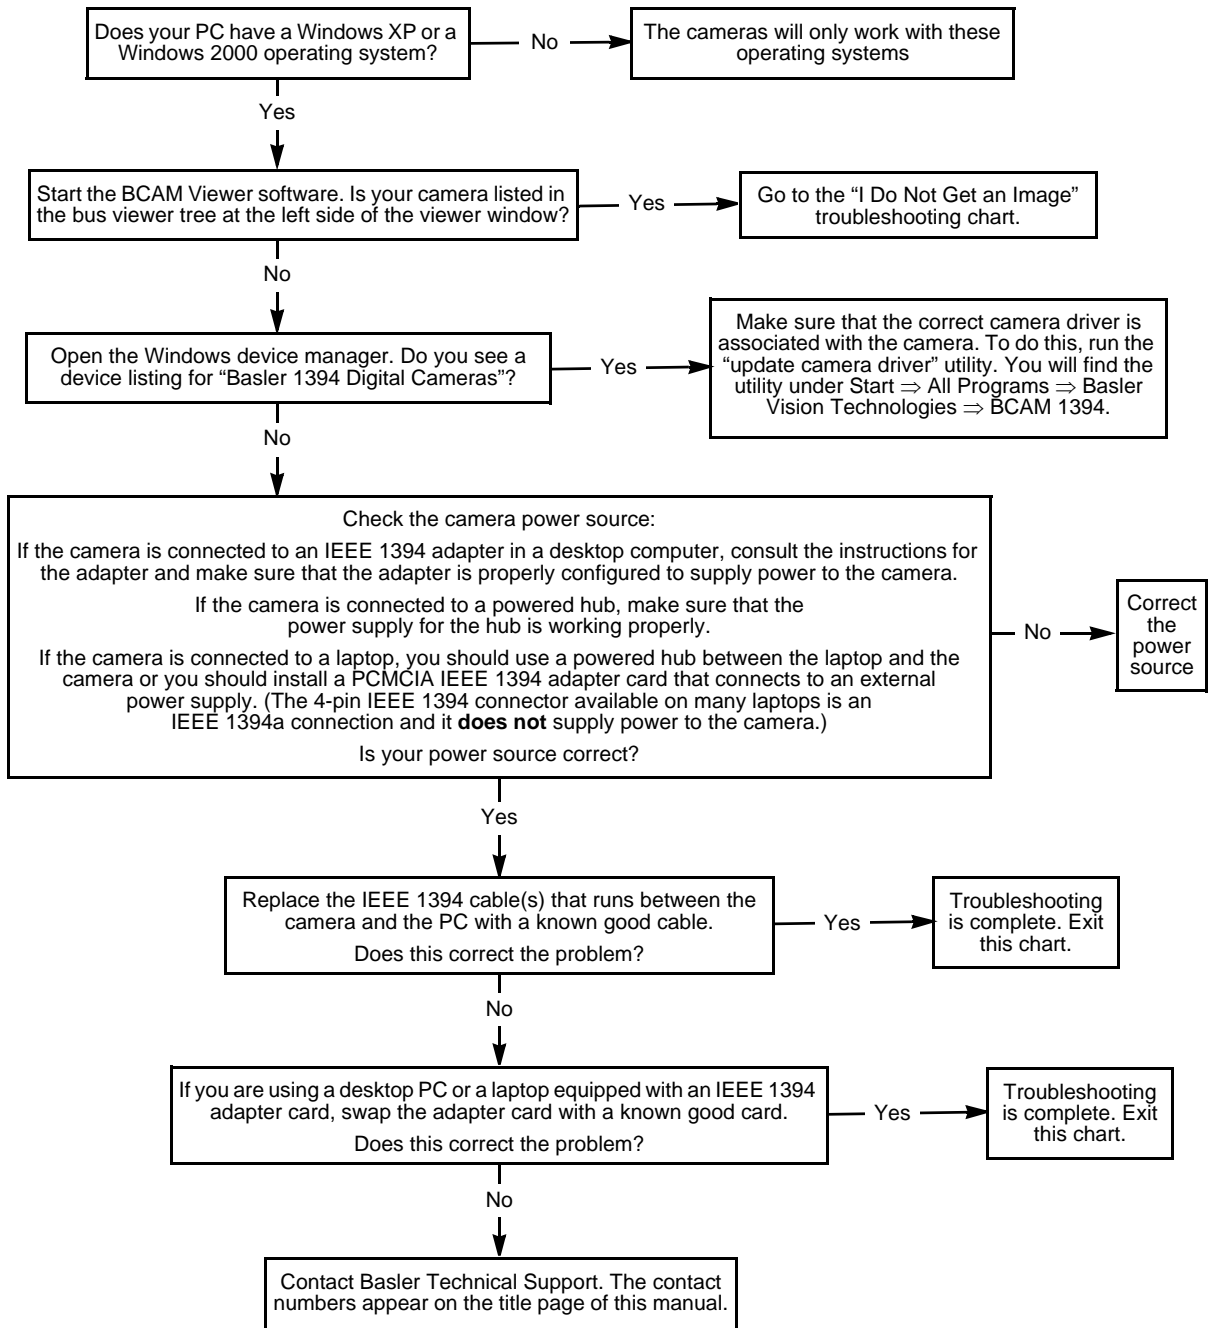 Does your PC have a Windows XP or a
Windows 2000 operating system?
No
The cameras will only work with these
operating systems
Yes
Start the BCAM Viewer software. Is your camera listed in
the bus viewer tree at the left side of the viewer window?
Yes
Go to the “I Do Not Get an Image”
troubleshooting chart.
No
Open the Windows device manager. Do you see a
device listing for “Basler 1394 Digital Cameras”?
Yes
Make sure that the correct camera driver is
associated with the camera. To do this, run the
“update camera driver” utility. You will find the
utility under Start ⇒ All Programs ⇒ Basler
Vision Technologies ⇒ BCAM 1394.
No
Check the camera power source:
If the camera is connected to an IEEE 1394 adapter in a desktop computer, consult the instructions for
the adapter and make sure that the adapter is properly configured to supply power to the camera.
If the camera is connected to a powered hub, make sure that the
power supply for the hub is working properly.
If the camera is connected to a laptop, you should use a powered hub between the laptop and the
camera or you should install a PCMCIA IEEE 1394 adapter card that connects to an external
power supply. (The 4-pin IEEE 1394 connector available on many laptops is an
IEEE 1394a connection and it does not supply power to the camera.)
Is your power source correct?
No
Correct
the
power
source
Yes
Replace the IEEE 1394 cable(s) that runs between the
camera and the PC with a known good cable.
Does this correct the problem?
Yes
Troubleshooting
is complete. Exit
this chart.
No
If you are using a desktop PC or a laptop equipped with an IEEE 1394
adapter card, swap the adapter card with a known good card.
Does this correct the problem?
Yes
Troubleshooting
is complete. Exit
this chart.
No
Contact Basler Technical Support. The contact
numbers appear on the title page of this manual.